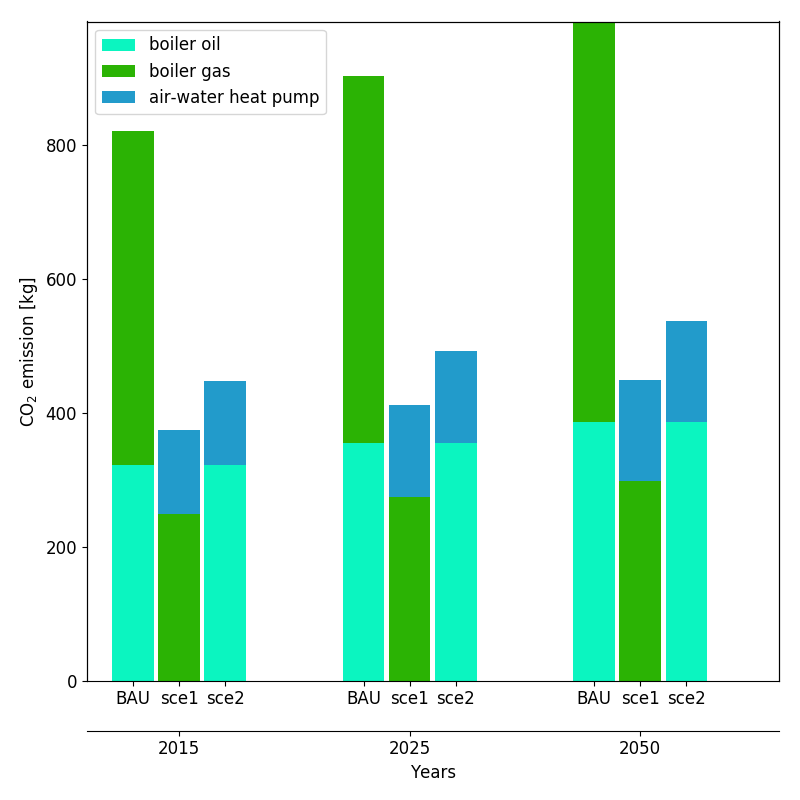 boiler oil
boiler gas
air-water heat pump
800
600
400
200
0
CO₂ emission [kg]
BAU sce1 sce2 BAU sce1 sce2 BAU sce1 sce2
2015 2025 2050
Years